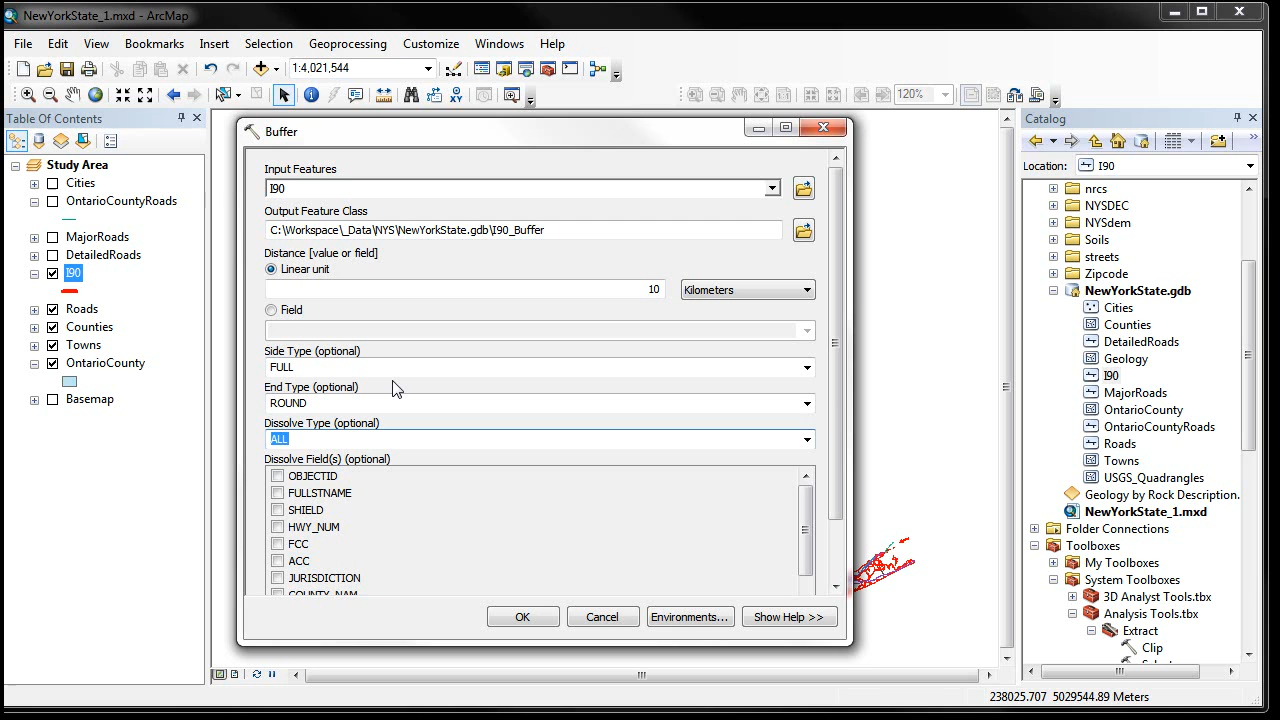 NewYorkState_1.mxd - ArcMap
File Edit View Bookmarks Insert Selection Geoprocessing Customize Windows Help
1:4,021,544
120%
Table Of Contents
Study Area
Cities
OntarioCountyRoads
MajorRoads
DetailedRoads
I90
Roads
Counties
Towns
OntarioCounty
Basemap
Buffer
Input Features
I90
Output Feature Class
C:\Workspace\_Data\NYS\NewYorkState.gdb\I90_Buffer
Distance [value or field]
Linear unit
10 Kilometers
Field
Side Type (optional)
FULL
End Type (optional)
ROUND
Dissolve Type (optional)
ALL
Dissolve Field(s) (optional)
OBJECTID
FULLSTNAME
SHIELD
HWY_NUM
FCC
ACC
JURISDICTION
COUNTY_NAM
OK Cancel Environments... Show Help >>
Catalog
Location: I90
nrcs
NYSDEC
NYSdem
Soils
streets
Zipcode
NewYorkState.gdb
Cities
Counties
DetailedRoads
Geology
I90
MajorRoads
OntarioCounty
OntarioCountyRoads
Roads
Towns
USGS_Quadrangles
Geology by Rock Description.
NewYorkState_1.mxd
Folder Connections
Toolboxes
My Toolboxes
System Toolboxes
3D Analyst Tools.tbx
Analysis Tools.tbx
Extract
Clip
238025.707 5029544.89 Meters